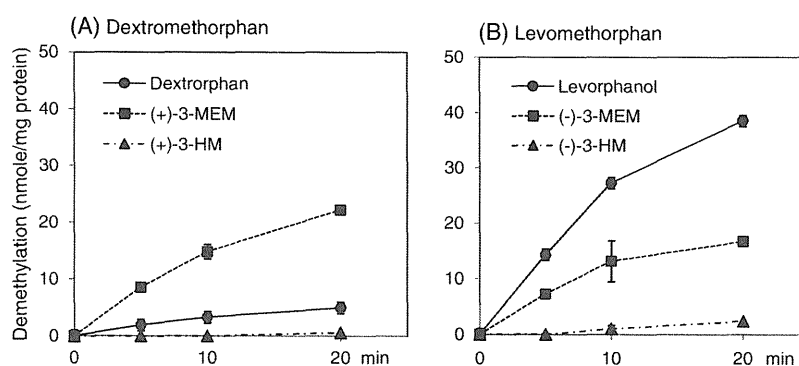 (A) Dextromethorphan
Demethylation (nmole/mg protein)
50
40
30
20
10
0
Dextrorphan
(+)-3-MEM
(+)-3-HM
0 10 20 min
(B) Levomethorphan
50
40
30
20
10
0
Levorphanol
(-)-3-MEM
(-)-3-HM
0 10 20 min